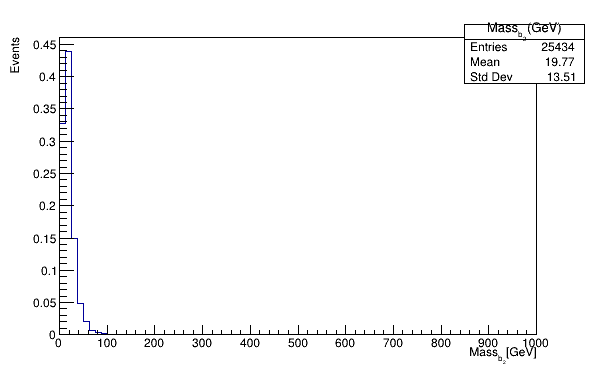 Mass_b₂ (GeV)
Entries 25434
Mean 19.77
Std Dev 13.51
Events
0.45
0.4
0.35
0.3
0.25
0.2
0.15
0.1
0.05
0
0 100 200 300 400 500 600 700 800 900 1000
Mass_b₂ [GeV]